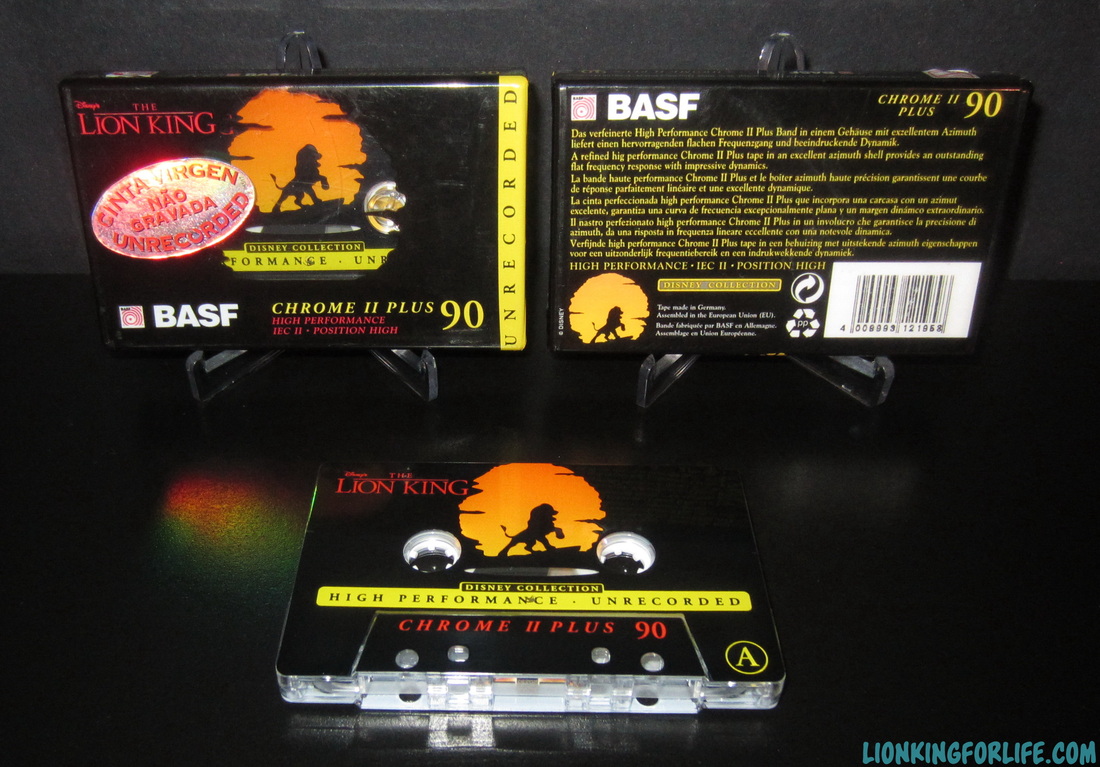 Disney's
THE
LION KING
CINTA VIRGEN
NÃO
GRAVADA
UNRECORDED
DISNEY COLLECTION
FORMANCE · UNR
BASF
CHROME II PLUS 90
HIGH PERFORMANCE
IEC II · POSITION HIGH
UNRECORDED
BASF
BASF
CHROME II
PLUS 90
Das verfeinerte High Performance Chrome II Plus Band in einem Gehäuse mit exzellentem Azimuth
liefert einen hervorragenden flachen Frequenzgang und beeindruckende Dynamik.
A refined hig performance Chrome II Plus tape in an excellent azimuth shell provides an outstanding
flat frequency response with impressive dynamics.
La bande haute performance Chrome II Plus et le boîtier azimuth haute précision garantissent une courbe
de réponse parfaitement linéaire et une excellente dynamique.
La cinta perfeccionada high performance Chrome II Plus que incorpora una carcasa con un azimut
excelente, garantiza una curva de frecuencia excepcionalmente plana y un margen dinámco extraordinario.
Il nastro perfezionato high performance Chrome II Plus in un involucro che garantisce la precisione di
azimuth, da una risposta in frequenza lineare eccellente con una notevole dinamica.
Verfijnde high performance Chrome II Plus tape in een behuizing met uitstekende azimuth eigenschappen
voor een uitzonderlijk frequentiebereik en een indrukwekkende dynamiek.
HIGH PERFORMANCE · IEC II · POSITION HIGH
DISNEY COLLECTION
Tape made in Germany.
Assembled in the European Union (EU).
Bande fabriquée par BASF en Allemagne.
Assemblage en Union Européenne.
© DISNEY
PP
4 009993 121958
Disney's
THE
LION KING
DISNEY COLLECTION
HIGH PERFORMANCE · UNRECORDED
CHROME II PLUS 90
A
LIONKINGFORLIFE.COM